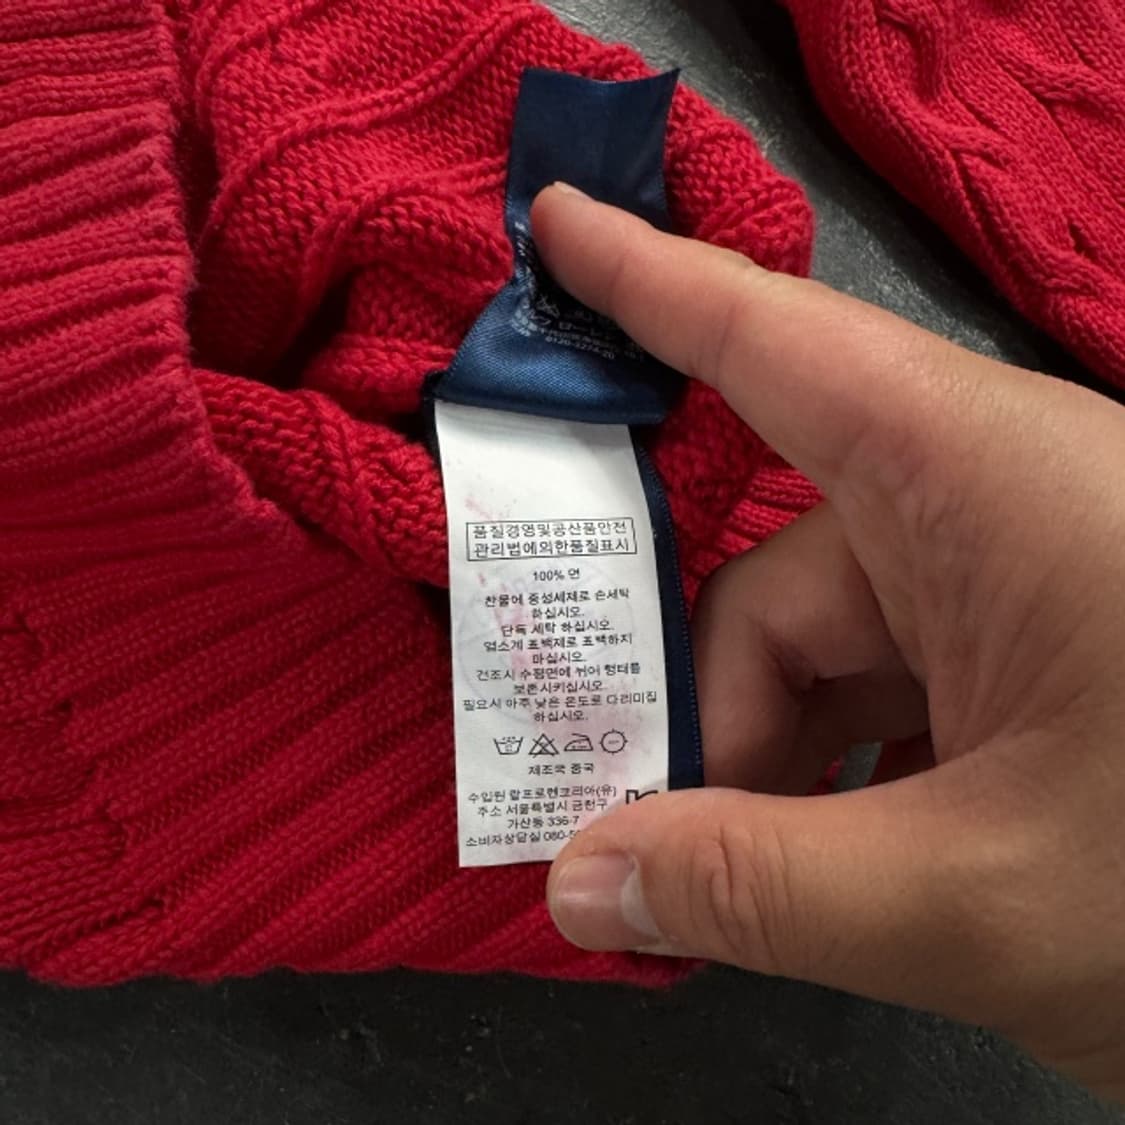 ローレ
0120-3274-20
품질경영및공산품안전
관리법에의한품질표시
100% 면
찬물에 중성세제로 손세탁
하십시오.
단독 세탁 하십시오.
염소계 표백제로 표백하지
마십시오.
건조시 수평면에 뉘어 형태를
보존시키십시오.
필요시 아주 낮은 온도로 다리미질
하십시오.
제조국 중국
수입원 랄프로렌코리아(유)
주소 서울특별시 금천구
가산동 336-7
소비자상담실 080-